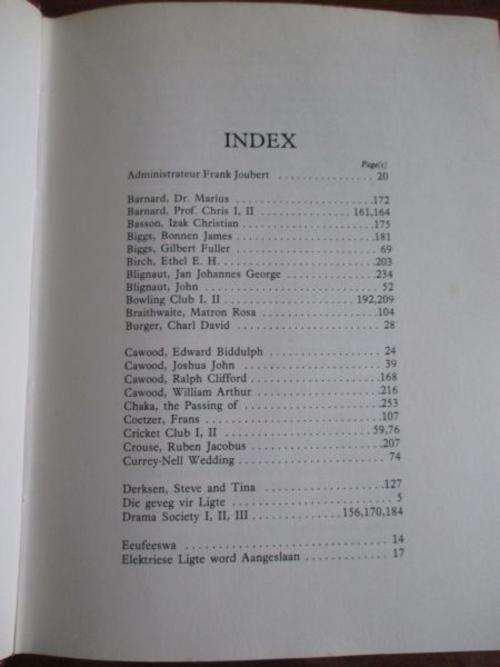 INDEX
Page(s)
Administrateur Frank Joubert ................. 20
Barnard, Dr. Marius ........................172
Barnard, Prof. Chris I, II ................ 161,164
Basson, Izak Christian .......................175
Biggs, Bonnen James .........................181
Biggs, Gilbert Fuller ........................ 69
Birch, Ethel E. H. ...........................203
Blignaut, Jan Johannes George ................234
Blignaut, John .............................. 52
Bowling Club I, II ....................... 192,209
Braithwaite, Matron Rosa .....................104
Burger, Charl David ......................... 28
Cawood, Edward Biddulph .................... 24
Cawood, Joshua John ........................ 39
Cawood, Ralph Clifford .......................168
Cawood, William Arthur ......................216
Chaka, the Passing of ........................253
Coetzer, Frans ..............................107
Cricket Club I, II ......................... 59,76
Crouse, Ruben Jacobus .......................207
Currey-Nell Wedding ......................... 74
Derksen, Steve and Tina .....................127
Die geveg vir Ligte .......................... 5
Drama Society I, II, III ...............156,170,184
Eeufeeswa .................................. 14
Elektriese Ligte word Aangeslaan ............. 17